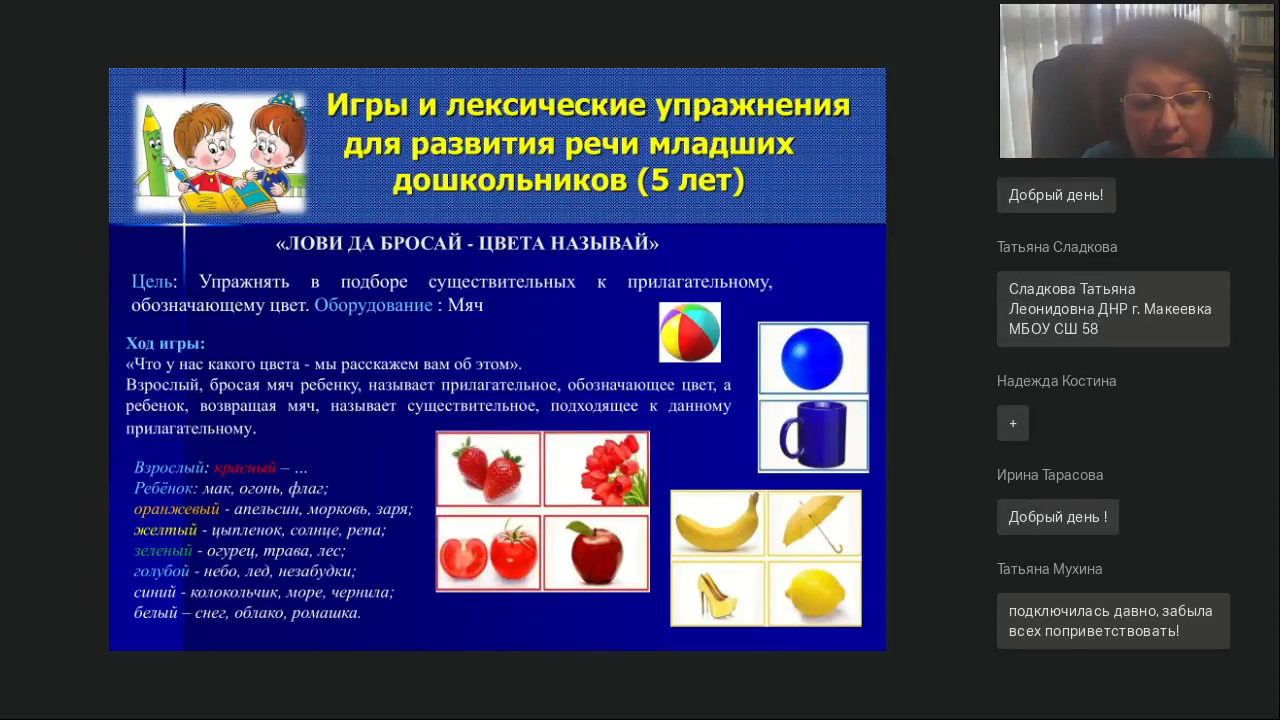 Игры и лексические упражнения
для развития речи младших
дошкольников (5 лет)
«ЛОВИ ДА БРОСАЙ - ЦВЕТА НАЗЫВАЙ»
Цель: Упражнять в подборе существительных к прилагательному,
обозначающему цвет. Оборудование : Мяч
Ход игры:
«Что у нас какого цвета - мы расскажем вам об этом».
Взрослый, бросая мяч ребенку, называет прилагательное, обозначающее цвет, а
ребенок, возвращая мяч, называет существительное, подходящее к данному
прилагательному.
Взрослый: красный – ...
Ребёнок: мак, огонь, флаг;
оранжевый - апельсин, морковь, заря;
желтый - цыпленок, солнце, репа;
зеленый - огурец, трава, лес;
голубой - небо, лед, незабудки;
синий - колокольчик, море, чернила;
белый – снег, облако, ромашка.
Добрый день!
Татьяна Сладкова
Сладкова Татьяна
Леонидовна ДНР г. Макеевка
МБОУ СШ 58
Надежда Костина
+
Ирина Тарасова
Добрый день !
Татьяна Мухина
подключилась давно, забыла
всех поприветствовать!